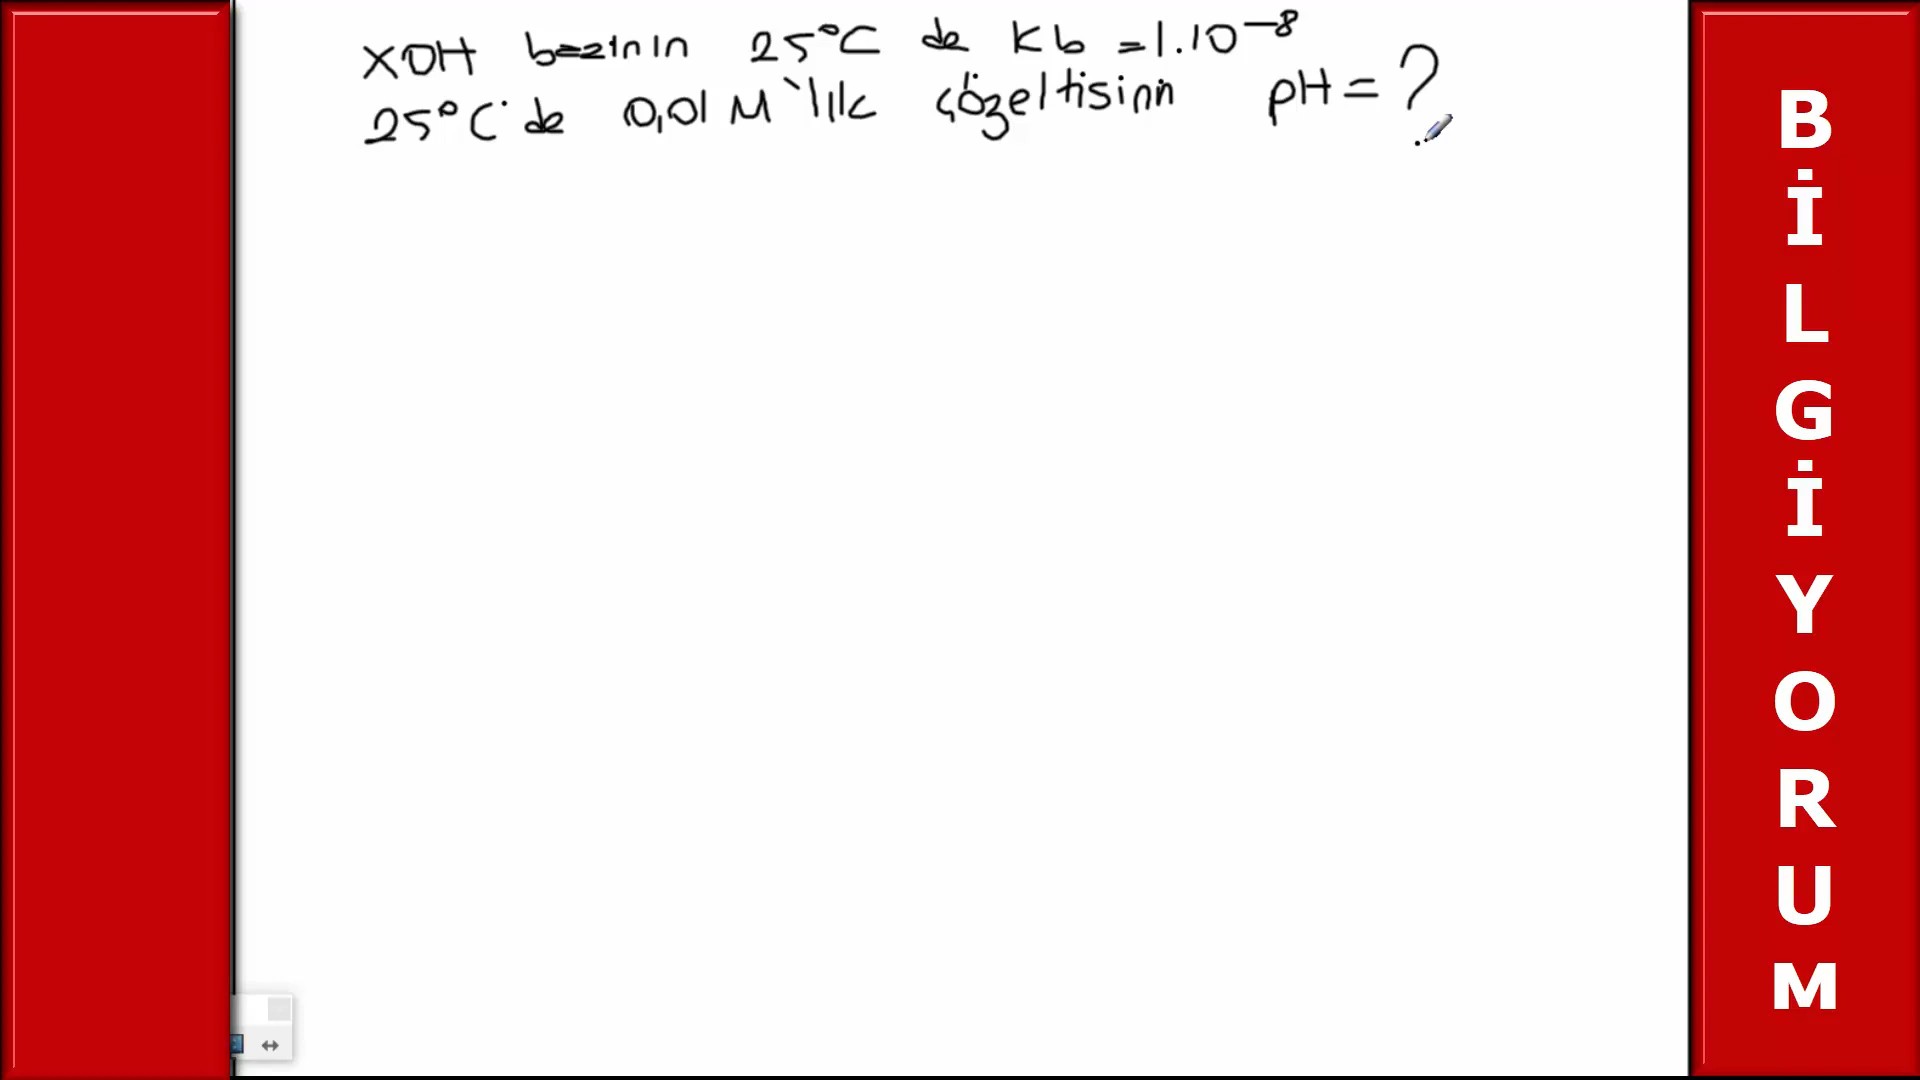 XOH bazının 25°C de Kb =1.10⁻⁸
25°C'de 0,01 M'lık çözeltisinin pH = ?
BİLGİYORUM